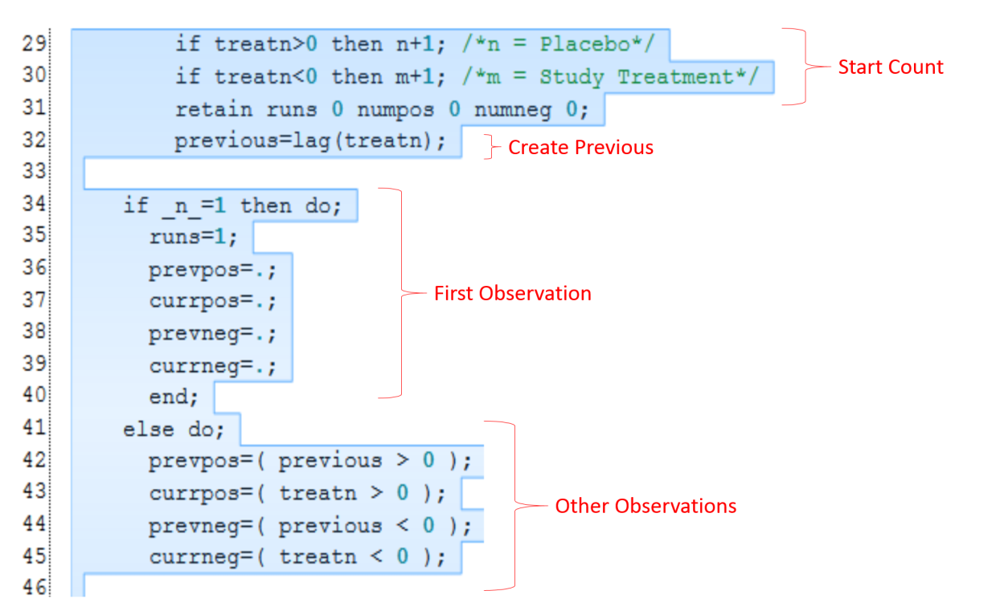 29 if treatn>0 then n+1; /*n = Placebo*/
30 if treatn<0 then m+1; /*m = Study Treatment*/
Start Count
31 retain runs 0 numpos 0 numneg 0;
32 previous=lag(treatn);
Create Previous
33
34 if _n_=1 then do;
35 runs=1;
36 prevpos=.;
37 currpos=.;
First Observation
38 prevneg=.;
39 currneg=.;
40 end;
41 else do;
42 prevpos=( previous > 0 );
43 currpos=( treatn > 0 );
Other Observations
44 prevneg=( previous < 0 );
45 currneg=( treatn < 0 );
46